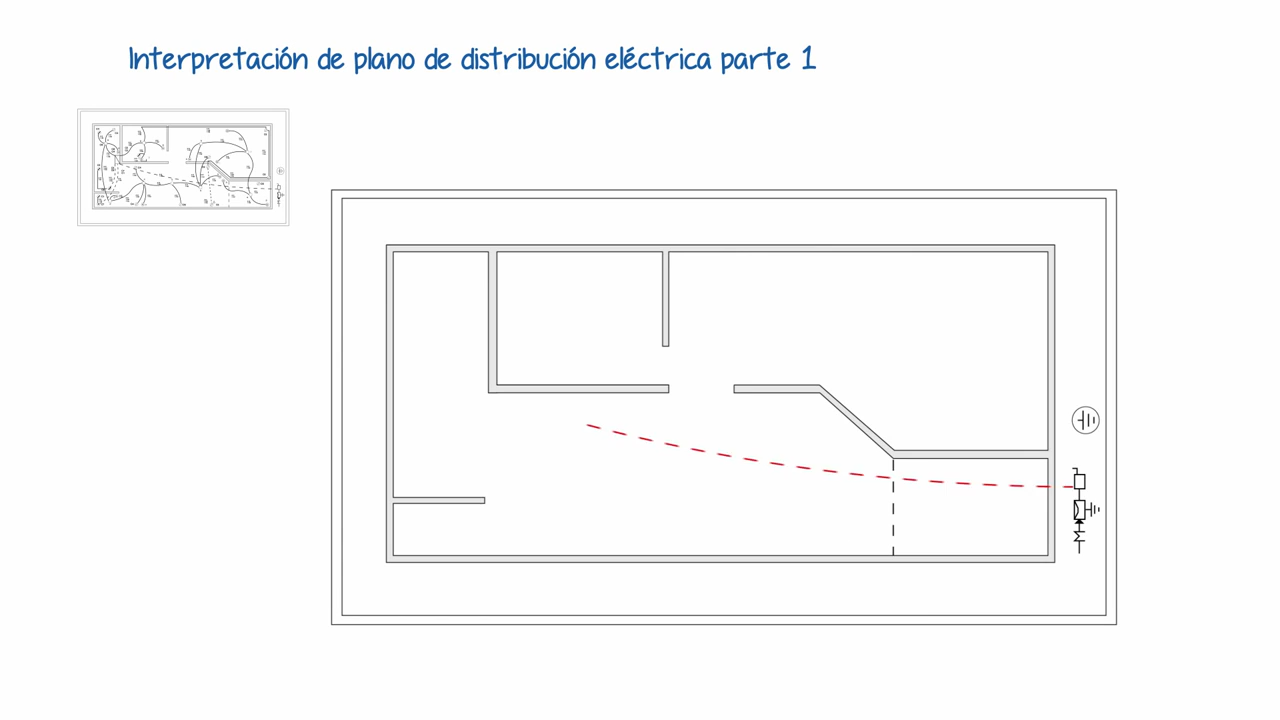 Interpretación de plano de distribución eléctrica parte 1